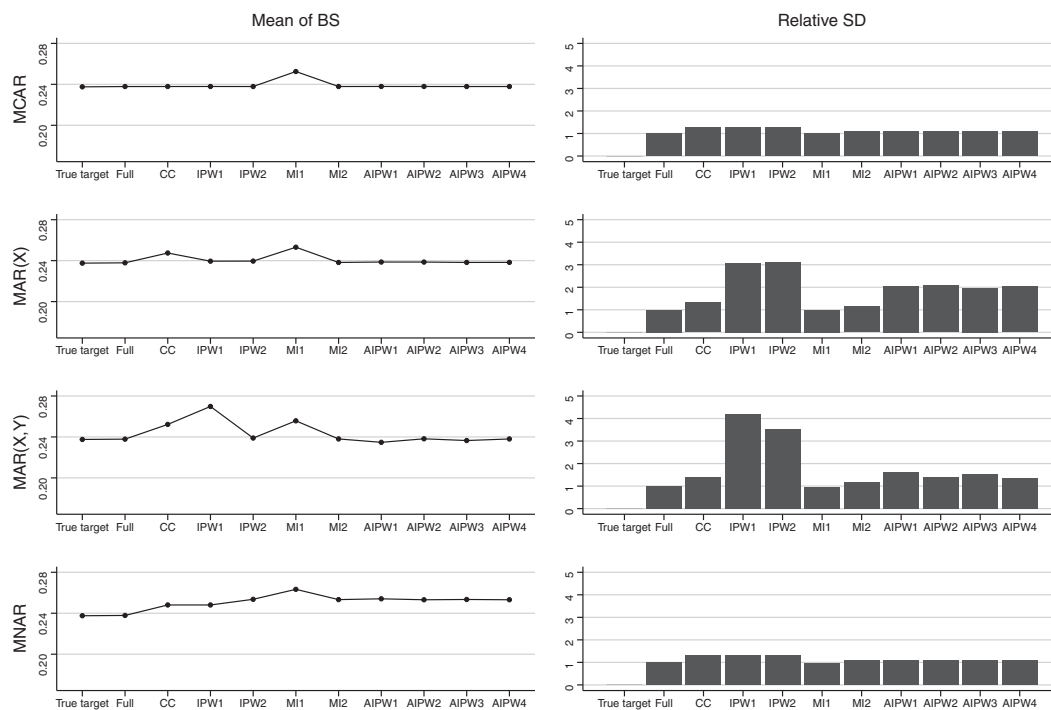 Mean of BS Relative SD
MCAR
0.28
0.24
0.20
True target Full CC IPW1 IPW2 MI1 MI2 AIPW1 AIPW2 AIPW3 AIPW4
5
4
3
2
1
0
True target Full CC IPW1 IPW2 MI1 MI2 AIPW1 AIPW2 AIPW3 AIPW4
MAR(X)
0.28
0.24
0.20
True target Full CC IPW1 IPW2 MI1 MI2 AIPW1 AIPW2 AIPW3 AIPW4
5
4
3
2
1
0
True target Full CC IPW1 IPW2 MI1 MI2 AIPW1 AIPW2 AIPW3 AIPW4
MAR(X,Y)
0.28
0.24
0.20
True target Full CC IPW1 IPW2 MI1 MI2 AIPW1 AIPW2 AIPW3 AIPW4
5
4
3
2
1
0
True target Full CC IPW1 IPW2 MI1 MI2 AIPW1 AIPW2 AIPW3 AIPW4
MNAR
0.28
0.24
0.20
True target Full CC IPW1 IPW2 MI1 MI2 AIPW1 AIPW2 AIPW3 AIPW4
5
4
3
2
1
0
True target Full CC IPW1 IPW2 MI1 MI2 AIPW1 AIPW2 AIPW3 AIPW4